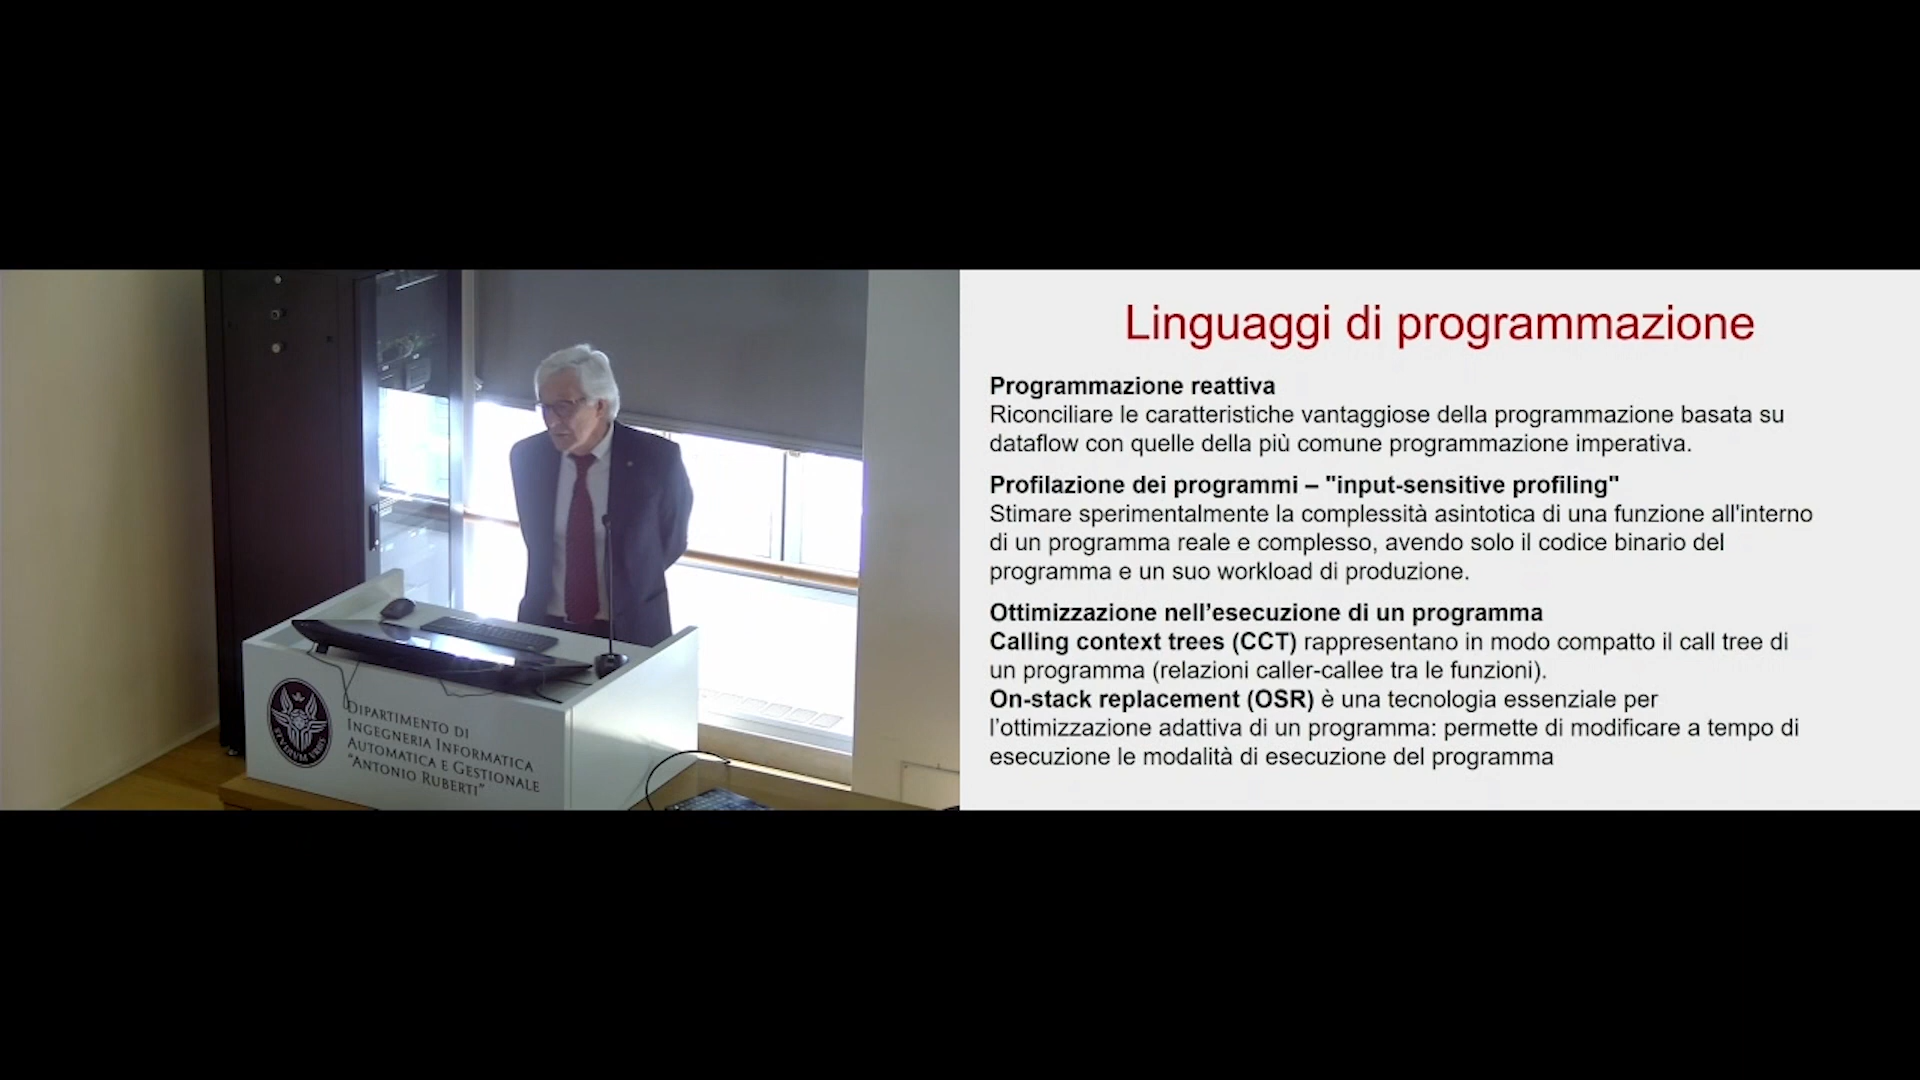 Linguaggi di programmazione
Programmazione reattiva
Riconciliare le caratteristiche vantaggiose della programmazione basata su
dataflow con quelle della più comune programmazione imperativa.
Profilazione dei programmi – "input-sensitive profiling"
Stimare sperimentalmente la complessità asintotica di una funzione all'interno
di un programma reale e complesso, avendo solo il codice binario del
programma e un suo workload di produzione.
Ottimizzazione nell’esecuzione di un programma
Calling context trees (CCT) rappresentano in modo compatto il call tree di
un programma (relazioni caller-callee tra le funzioni).
On-stack replacement (OSR) è una tecnologia essenziale per
l’ottimizzazione adattiva di un programma: permette di modificare a tempo di
esecuzione le modalità di esecuzione del programma
DIPARTIMENTO DI
INGEGNERIA INFORMATICA
AUTOMATICA E GESTIONALE
“ANTONIO RUBERTI”
STVDIVM VRBIS